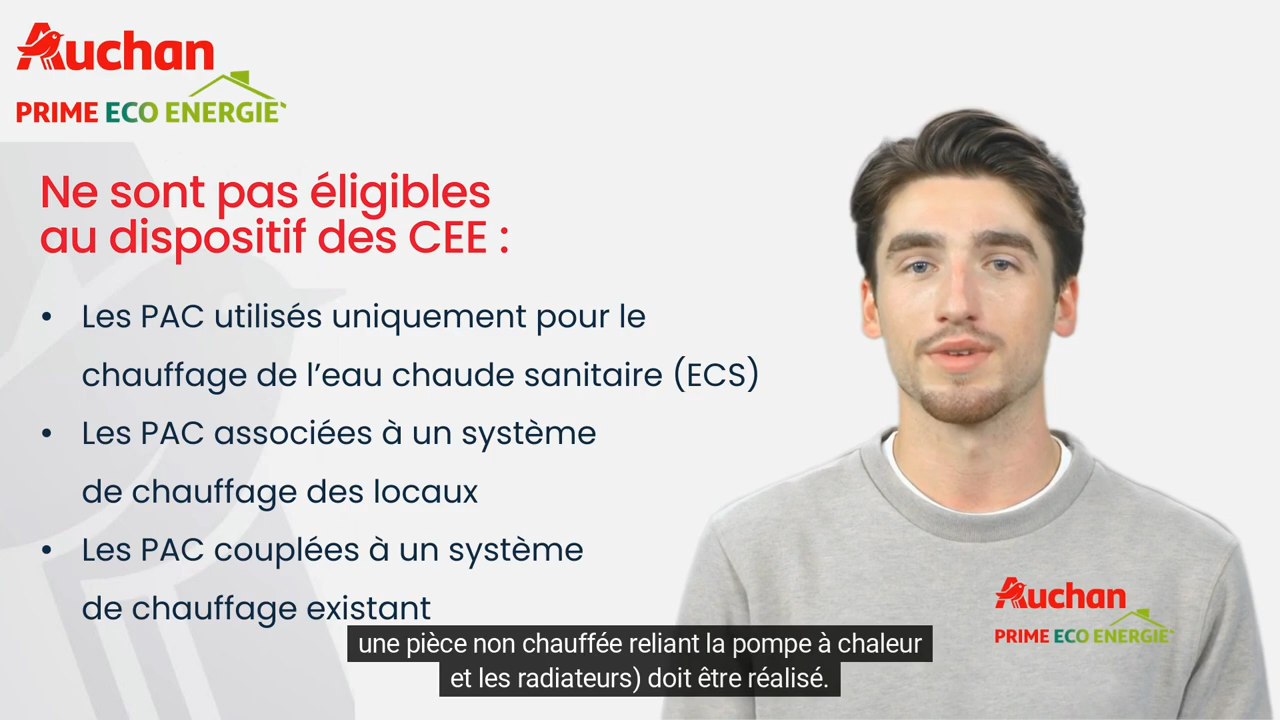 Auchan
PRIME ECO ENERGIE
Ne sont pas éligibles
au dispositif des CEE :
• Les PAC utilisés uniquement pour le
chauffage de l’eau chaude sanitaire (ECS)
• Les PAC associées à un système
de chauffage des locaux
• Les PAC couplées à un système
de chauffage existant
Auchan
PRIME ECO ENERGIE
une pièce non chauffée reliant la pompe à chaleur
et les radiateurs) doit être réalisé.